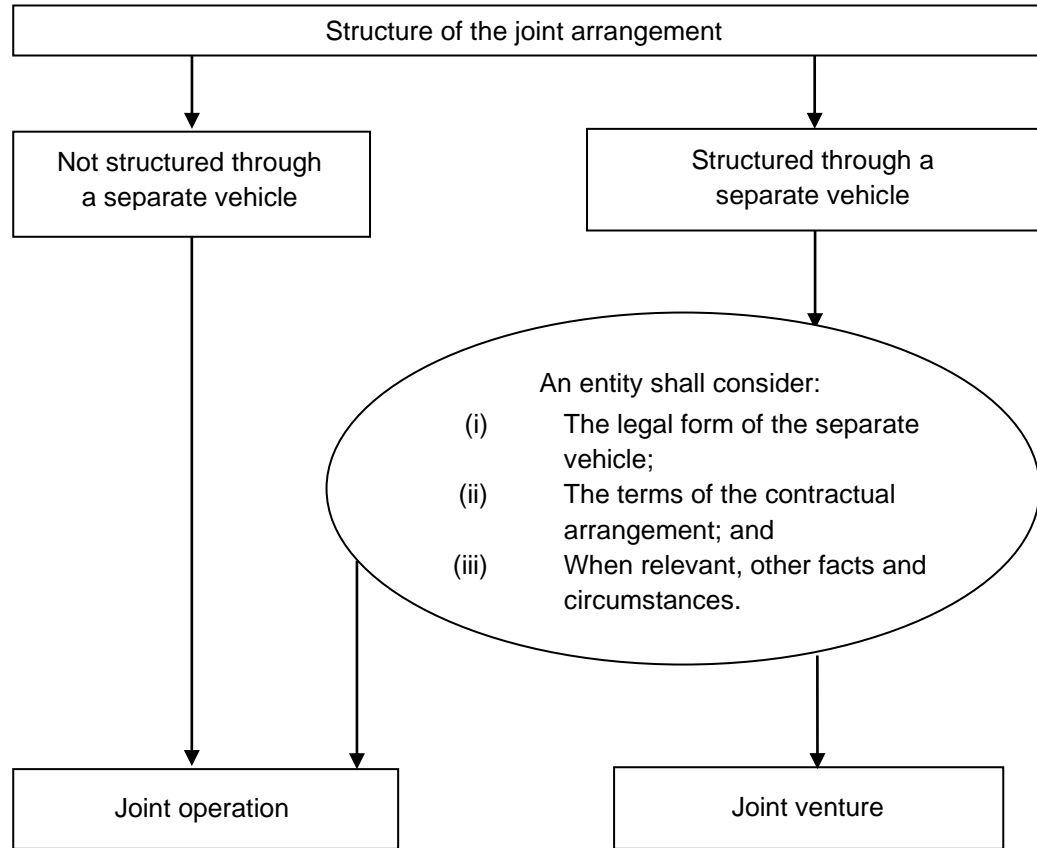 Structure of the joint arrangement
Not structured through
a separate vehicle
Structured through a
separate vehicle
An entity shall consider:
(i) The legal form of the separate
vehicle;
(ii) The terms of the contractual
arrangement; and
(iii) When relevant, other facts and
circumstances.
Joint operation
Joint venture